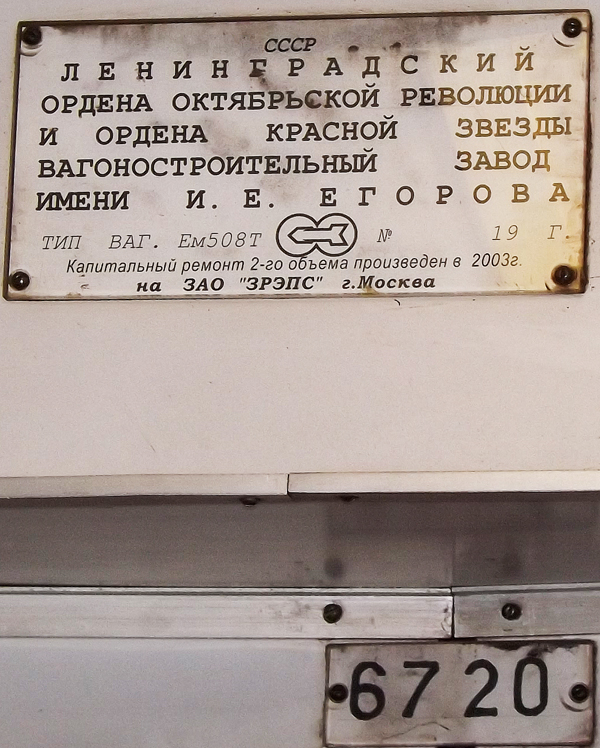 СССР
ЛЕНИНГРАДСКИЙ
ОРДЕНА ОКТЯБРЬСКОЙ РЕВОЛЮЦИИ
И ОРДЕНА КРАСНОЙ ЗВЕЗДЫ
ВАГОНОСТРОИТЕЛЬНЫЙ ЗАВОД
ИМЕНИ И. Е. ЕГОРОВА
ТИП ВАГ. Ем508Т № 19 Г.
Капитальный ремонт 2-го объема произведен в 2003г.
на ЗАО "ЗРЭПС" г.Москва
6720